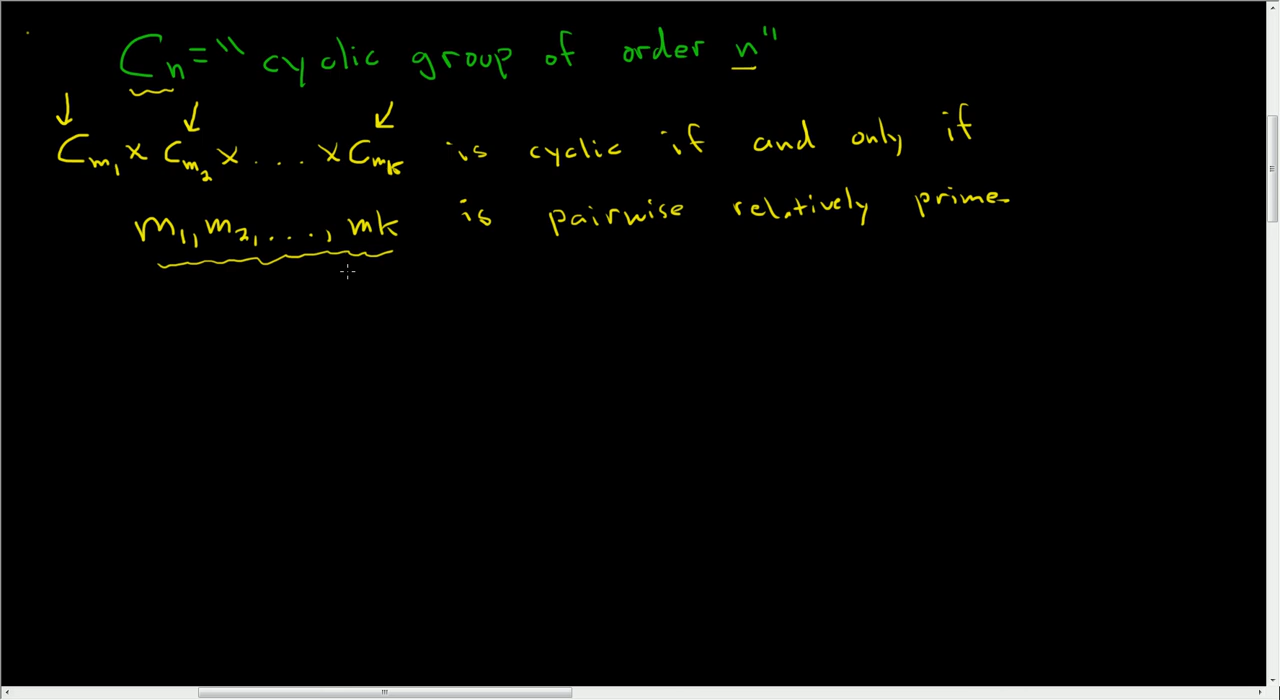 Cn = "cyclic group of order n"
Cm1 x Cm2 x . . . x Cmk is cyclic if and only if
m1, m2, . . . , mk is pairwise relatively prime.